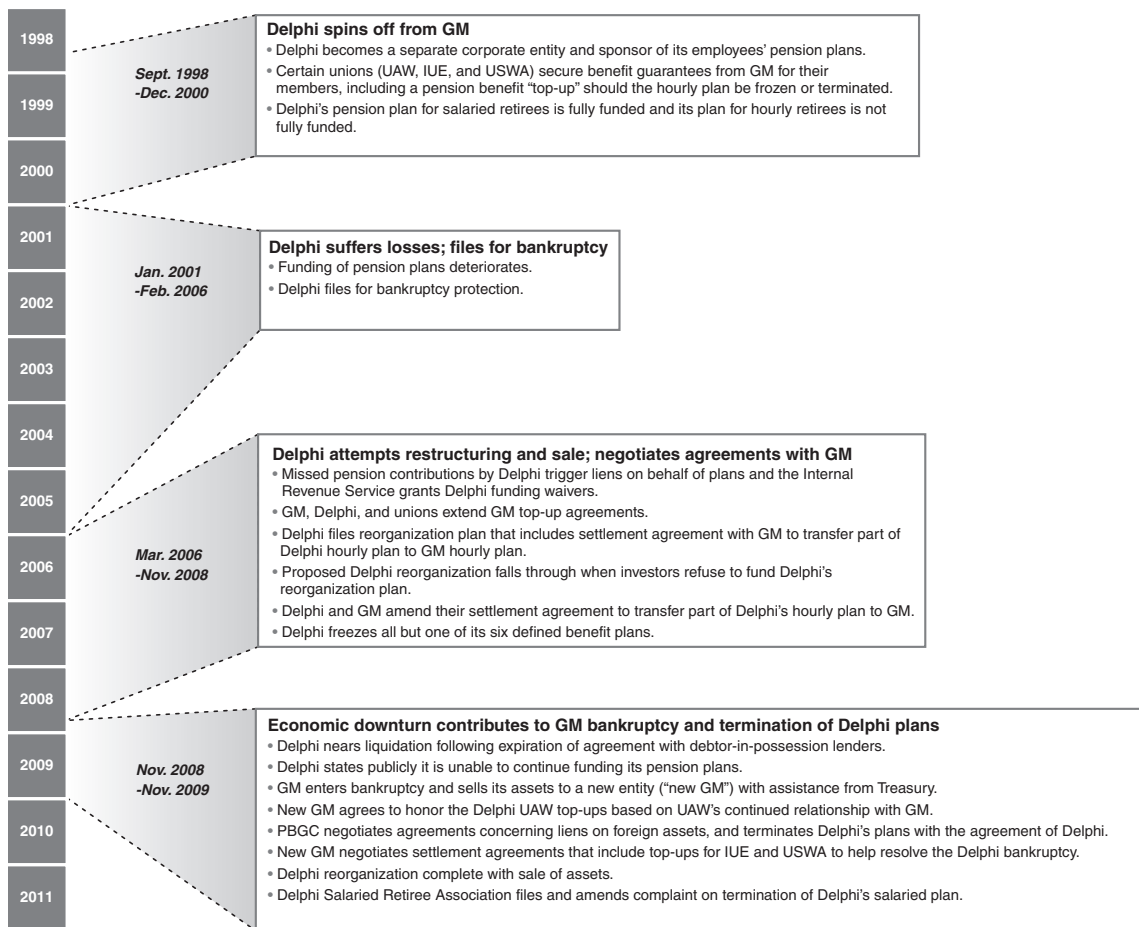 1998
1999
2000
2001
2002
2003
2004
2005
2006
2007
2008
2009
2010
2011
Sept. 1998
-Dec. 2000
Delphi spins off from GM
• Delphi becomes a separate corporate entity and sponsor of its employees’ pension plans.
• Certain unions (UAW, IUE, and USWA) secure benefit guarantees from GM for their
members, including a pension benefit “top-up” should the hourly plan be frozen or terminated.
• Delphi’s pension plan for salaried retirees is fully funded and its plan for hourly retirees is not
fully funded.
Jan. 2001
-Feb. 2006
Delphi suffers losses; files for bankruptcy
• Funding of pension plans deteriorates.
• Delphi files for bankruptcy protection.
Mar. 2006
-Nov. 2008
Delphi attempts restructuring and sale; negotiates agreements with GM
• Missed pension contributions by Delphi trigger liens on behalf of plans and the Internal
Revenue Service grants Delphi funding waivers.
• GM, Delphi, and unions extend GM top-up agreements.
• Delphi files reorganization plan that includes settlement agreement with GM to transfer part of
Delphi hourly plan to GM hourly plan.
• Proposed Delphi reorganization falls through when investors refuse to fund Delphi’s
reorganization plan.
• Delphi and GM amend their settlement agreement to transfer part of Delphi’s hourly plan to GM.
• Delphi freezes all but one of its six defined benefit plans.
Nov. 2008
-Nov. 2009
Economic downturn contributes to GM bankruptcy and termination of Delphi plans
• Delphi nears liquidation following expiration of agreement with debtor-in-possession lenders.
• Delphi states publicly it is unable to continue funding its pension plans.
• GM enters bankruptcy and sells its assets to a new entity (“new GM”) with assistance from Treasury.
• New GM agrees to honor the Delphi UAW top-ups based on UAW’s continued relationship with GM.
• PBGC negotiates agreements concerning liens on foreign assets, and terminates Delphi’s plans with the agreement of Delphi.
• New GM negotiates settlement agreements that include top-ups for IUE and USWA to help resolve the Delphi bankruptcy.
• Delphi reorganization complete with sale of assets.
• Delphi Salaried Retiree Association files and amends complaint on termination of Delphi’s salaried plan.